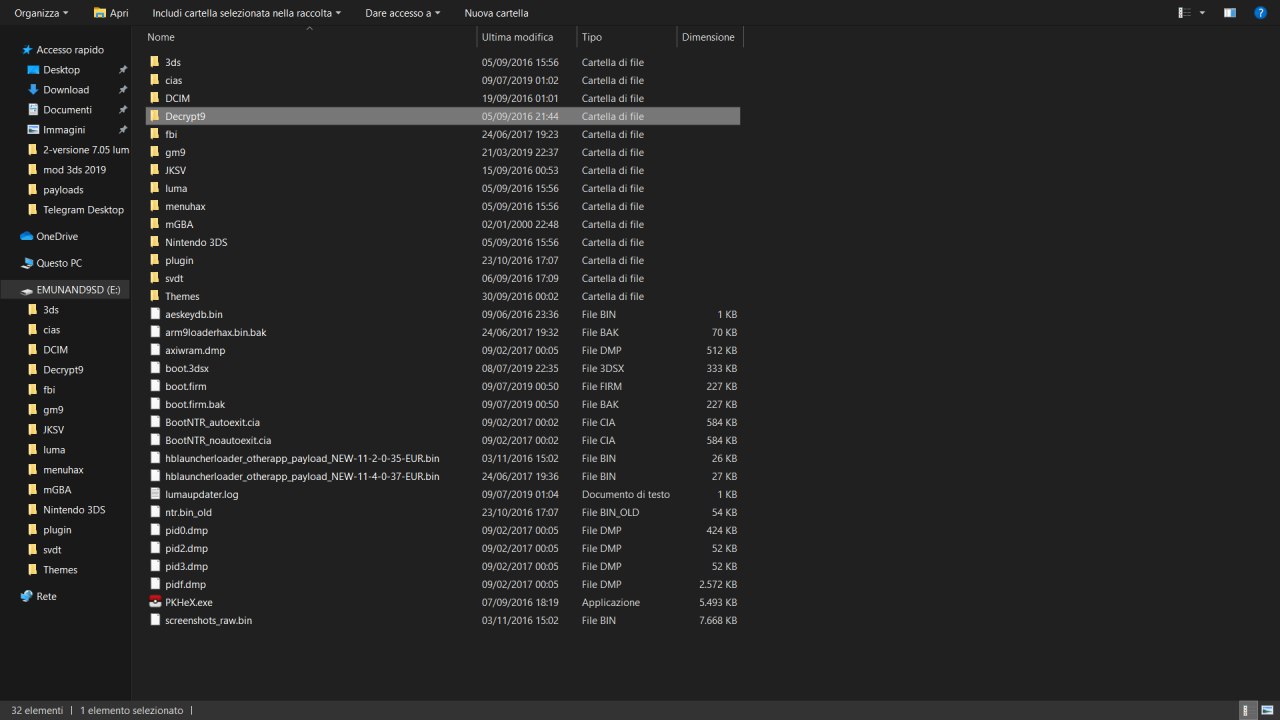 Organizza Apri Includi cartella selezionata nella raccolta Dare accesso a Nuova cartella
Accesso rapido
Desktop
Download
Documenti
Immagini
2-versione 7.05 lum
mod 3ds 2019
payloads
Telegram Desktop
OneDrive
Questo PC
EMUNAND9SD (E:)
3ds
cias
DCIM
Decrypt9
fbi
gm9
JKSV
luma
menuhax
mGBA
Nintendo 3DS
plugin
svdt
Themes
Rete
Nome Ultima modifica Tipo Dimensione
3ds 05/09/2016 15:56 Cartella di file
cias 09/07/2019 01:02 Cartella di file
DCIM 19/09/2016 01:01 Cartella di file
Decrypt9 05/09/2016 21:44 Cartella di file
fbi 24/06/2017 19:23 Cartella di file
gm9 21/03/2019 22:37 Cartella di file
JKSV 15/09/2016 00:53 Cartella di file
luma 05/09/2016 15:56 Cartella di file
menuhax 05/09/2016 15:56 Cartella di file
mGBA 02/01/2000 22:48 Cartella di file
Nintendo 3DS 05/09/2016 15:56 Cartella di file
plugin 23/10/2016 17:07 Cartella di file
svdt 06/09/2016 17:09 Cartella di file
Themes 30/09/2016 00:02 Cartella di file
aeskeydb.bin 09/06/2016 23:36 File BIN 1 KB
arm9loaderhax.bin.bak 24/06/2017 19:32 File BAK 70 KB
axiwram.dmp 09/02/2017 00:05 File DMP 512 KB
boot.3dsx 08/07/2019 22:35 File 3DSX 333 KB
boot.firm 09/07/2019 00:50 File FIRM 227 KB
boot.firm.bak 09/07/2019 00:50 File BAK 227 KB
BootNTR_autoexit.cia 09/02/2017 00:02 File CIA 584 KB
BootNTR_noautoexit.cia 09/02/2017 00:02 File CIA 584 KB
hblauncherloader_otherapp_payload_NEW-11-2-0-35-EUR.bin 03/11/2016 15:02 File BIN 26 KB
hblauncherloader_otherapp_payload_NEW-11-4-0-37-EUR.bin 24/06/2017 19:36 File BIN 27 KB
lumaupdater.log 09/07/2019 01:04 Documento di testo 1 KB
ntr.bin_old 23/10/2016 17:07 File BIN_OLD 54 KB
pid0.dmp 09/02/2017 00:05 File DMP 424 KB
pid2.dmp 09/02/2017 00:05 File DMP 52 KB
pid3.dmp 09/02/2017 00:05 File DMP 52 KB
pidf.dmp 09/02/2017 00:05 File DMP 2.572 KB
PKHeX.exe 07/09/2016 18:19 Applicazione 5.493 KB
screenshots_raw.bin 03/11/2016 15:02 File BIN 7.668 KB
32 elementi 1 elemento selezionato